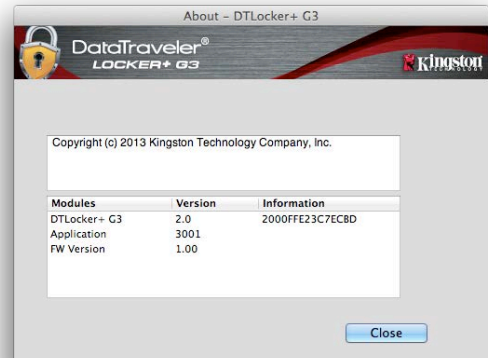 About – DTLocker+ G3
DataTraveler®
LOCKER+ G3
Kingston
TECHNOLOGY
Copyright (c) 2013 Kingston Technology Company, Inc.
Modules Version Information
DTLocker+ G3 2.0 2000FFE23C7ECBD
Application 3001
FW Version 1.00
Close